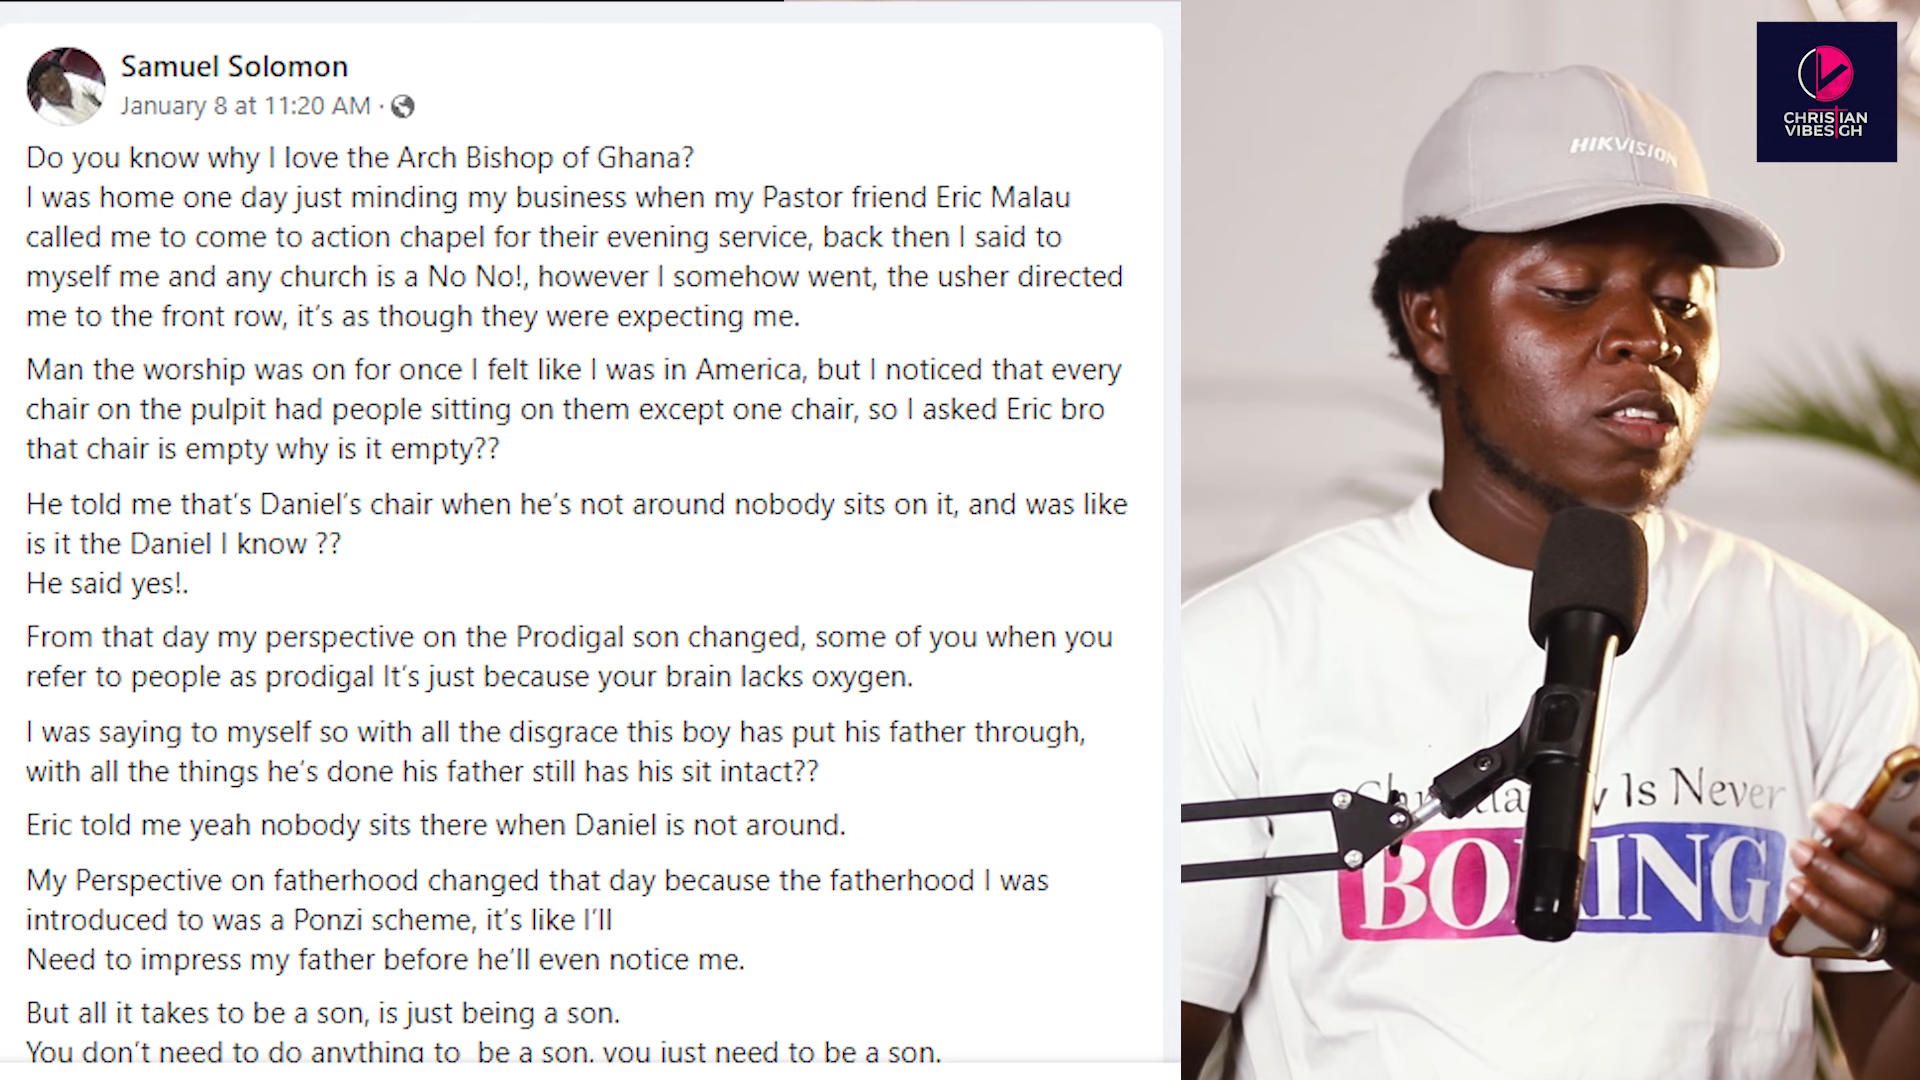 Samuel Solomon
January 8 at 11:20 AM ·
Do you know why I love the Arch Bishop of Ghana?
I was home one day just minding my business when my Pastor friend Eric Malau
called me to come to action chapel for their evening service, back then I said to
myself me and any church is a No No!, however I somehow went, the usher directed
me to the front row, it’s as though they were expecting me.
Man the worship was on for once I felt like I was in America, but I noticed that every
chair on the pulpit had people sitting on them except one chair, so I asked Eric bro
that chair is empty why is it empty??
He told me that’s Daniel’s chair when he’s not around nobody sits on it, and was like
is it the Daniel I know ??
He said yes!.
From that day my perspective on the Prodigal son changed, some of you when you
refer to people as prodigal It’s just because your brain lacks oxygen.
I was saying to myself so with all the disgrace this boy has put his father through,
with all the things he’s done his father still has his sit intact??
Eric told me yeah nobody sits there when Daniel is not around.
My Perspective on fatherhood changed that day because the fatherhood I was
introduced to was a Ponzi scheme, it’s like I’ll
Need to impress my father before he’ll even notice me.
But all it takes to be a son, is just being a son.
You don’t need to do anything to be a son, you just need to be a son.
CHRISTIAN
VIBESGH
HIKVISION
Is Never